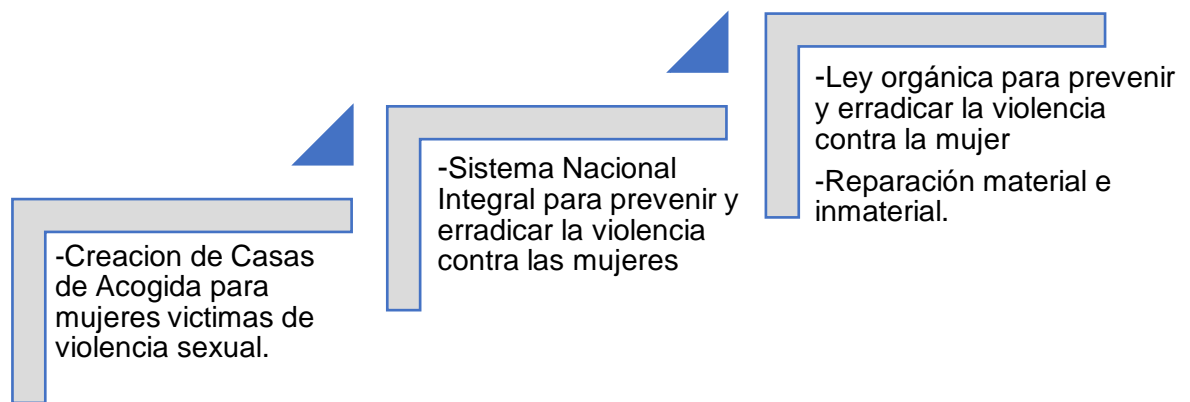 -Creacion de Casas
de Acogida para
mujeres victimas de
violencia sexual.
-Sistema Nacional
Integral para prevenir y
erradicar la violencia
contra las mujeres
-Ley orgánica para prevenir
y erradicar la violencia
contra la mujer
-Reparación material e
inmaterial.